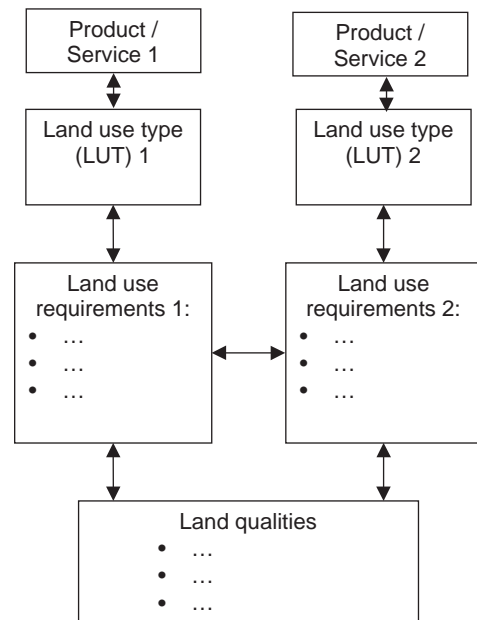 Product /
Service 1
Product /
Service 2
Land use type
(LUT) 1
Land use type
(LUT) 2
Land use
requirements 1:
• …
• …
• …
Land use
requirements 2:
• …
• …
• …
Land qualities
• …
• …
• …